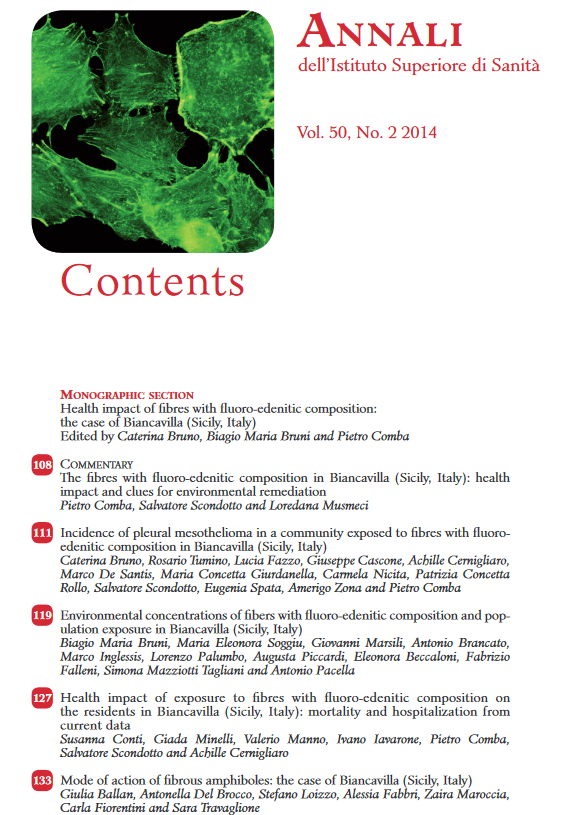 ANNALI
dell'Istituto Superiore di Sanità
Vol. 50, No. 2 2014
Contents
MONOGRAPHIC SECTION
Health impact of fibres with fluoro-edenitic composition:
the case of Biancavilla (Sicily, Italy)
Edited by Caterina Bruno, Biagio Maria Bruni and Pietro Comba
108 COMMENTARY
The fibres with fluoro-edenitic composition in Biancavilla (Sicily, Italy): health
impact and clues for environmental remediation
Pietro Comba, Salvatore Scondotto and Loredana Musmeci
111 Incidence of pleural mesothelioma in a community exposed to fibres with fluoro-
edenitic composition in Biancavilla (Sicily, Italy)
Caterina Bruno, Rosario Tumino, Lucia Fazzo, Giuseppe Cascone, Achille Cernigliaro,
Marco De Santis, Maria Concetta Giurdanella, Carmela Nicita, Patrizia Concetta
Rollo, Salvatore Scondotto, Eugenia Spata, Amerigo Zona and Pietro Comba
119 Environmental concentrations of fibers with fluoro-edenitic composition and pop-
ulation exposure in Biancavilla (Sicily, Italy)
Biagio Maria Bruni, Maria Eleonora Soggiu, Giovanni Marsili, Antonio Brancato,
Marco Inglessis, Lorenzo Palumbo, Augusta Piccardi, Eleonora Beccaloni, Fabrizio
Falleni, Simona Mazziotti Tagliani and Antonio Pacella
127 Health impact of exposure to fibres with fluoro-edenitic composition on
the residents in Biancavilla (Sicily, Italy): mortality and hospitalization from
current data
Susanna Conti, Giada Minelli, Valerio Manno, Ivano Iavarone, Pietro Comba,
Salvatore Scondotto and Achille Cernigliaro
133 Mode of action of fibrous amphiboles: the case of Biancavilla (Sicily, Italy)
Giulia Ballan, Antonella Del Brocco, Stefano Loizzo, Alessia Fabbri, Zaira Maroccia,
Carla Fiorentini and Sara Travaglione